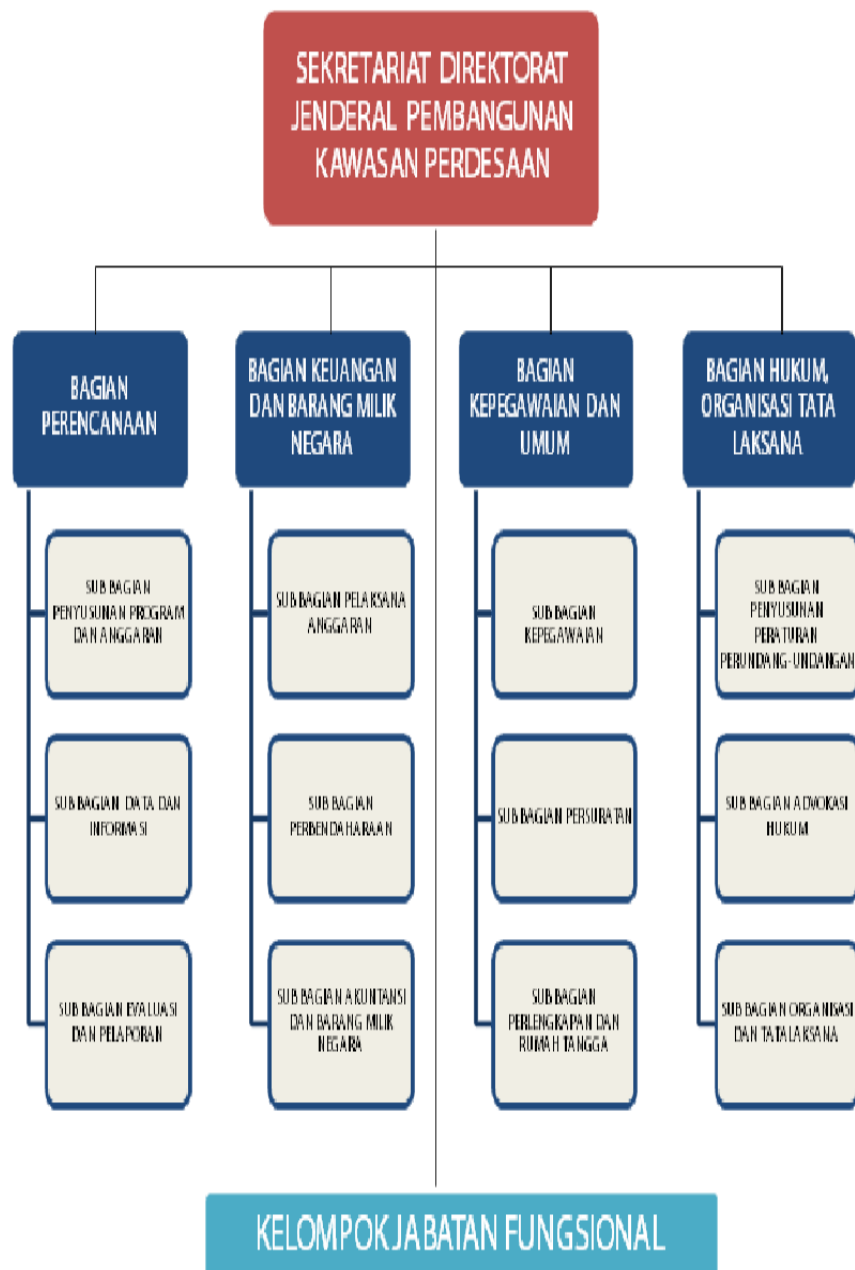 SEKRETARIAT DIREKTORAT
JENDERAL PEMBANGUNAN
KAWASAN PERDESAAN
BAGIAN
PERENCANAAN
SUB BAGIAN
PENYUSUNAN PROGRAM
DAN ANGGARAN
SUB BAGIAN DATA DAN
INFORMASI
SUB BAGIAN EVALUASI
DAN PELAPORAN
BAGIAN KEUANGAN
DAN BARANG MILIK
NEGARA
SUB BAGIAN PELAKSANA
ANGGARAN
SUB BAGIAN
PERBENDAHARAAN
SUB BAGIAN AKUNTANSI
DAN BARANG MILIK
NEGARA
BAGIAN
KEPEGAWAIAN DAN
UMUM
SUB BAGIAN
KEPEGAWAIAN
SUB BAGIAN PERSURATAN
SUB BAGIAN
PERLENGKAPAN DAN
RUMAH TANGGA
BAGIAN HUKUM,
ORGANISASI TATA
LAKSANA
SUB BAGIAN
PENYUSUNAN
PERATURAN
PERUNDANG-UNDANGAN
SUB BAGIAN ADVOKASI
HUKUM
SUB BAGIAN ORGANISASI
DAN TATALAKSANA
KELOMPOK JABATAN FUNGSIONAL